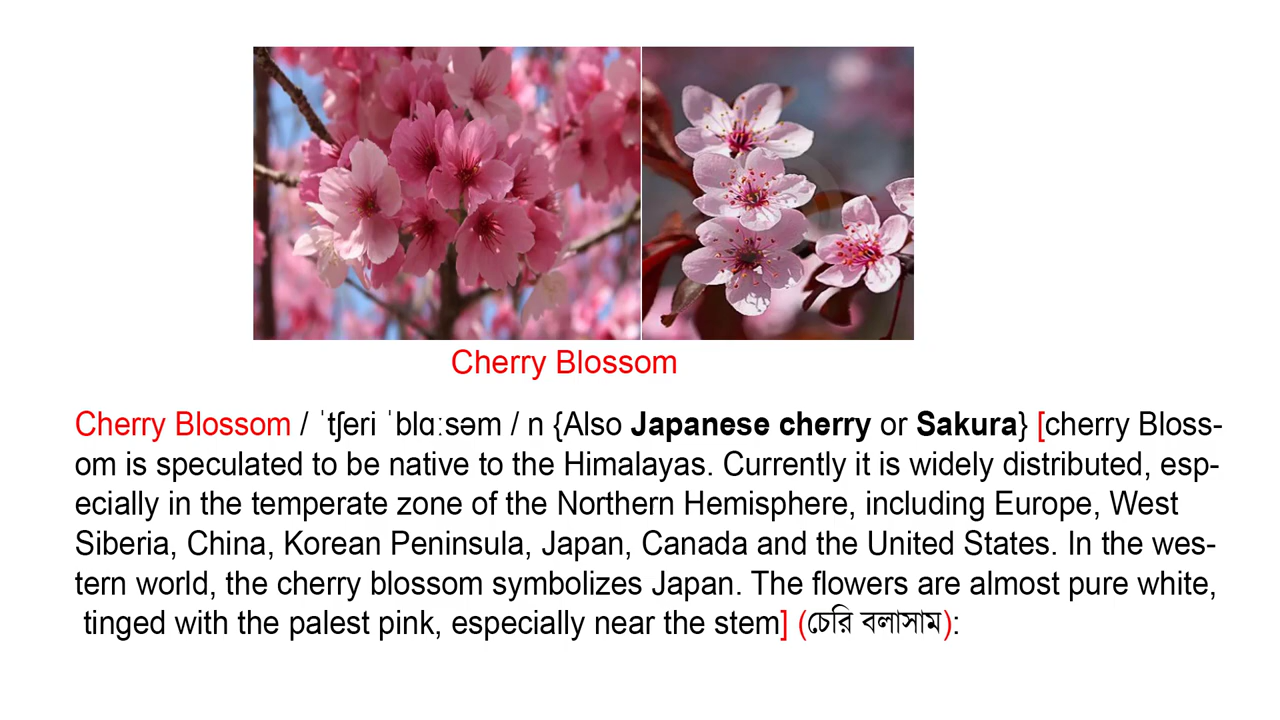 Cherry Blossom
Cherry Blossom / ˈtʃeri ˈblɑːsəm / n {Also Japanese cherry or Sakura} [cherry Bloss-
om is speculated to be native to the Himalayas. Currently it is widely distributed, esp-
ecially in the temperate zone of the Northern Hemisphere, including Europe, West
Siberia, China, Korean Peninsula, Japan, Canada and the United States. In the wes-
tern world, the cherry blossom symbolizes Japan. The flowers are almost pure white,
tinged with the palest pink, especially near the stem] (চেরি বলাসাম):